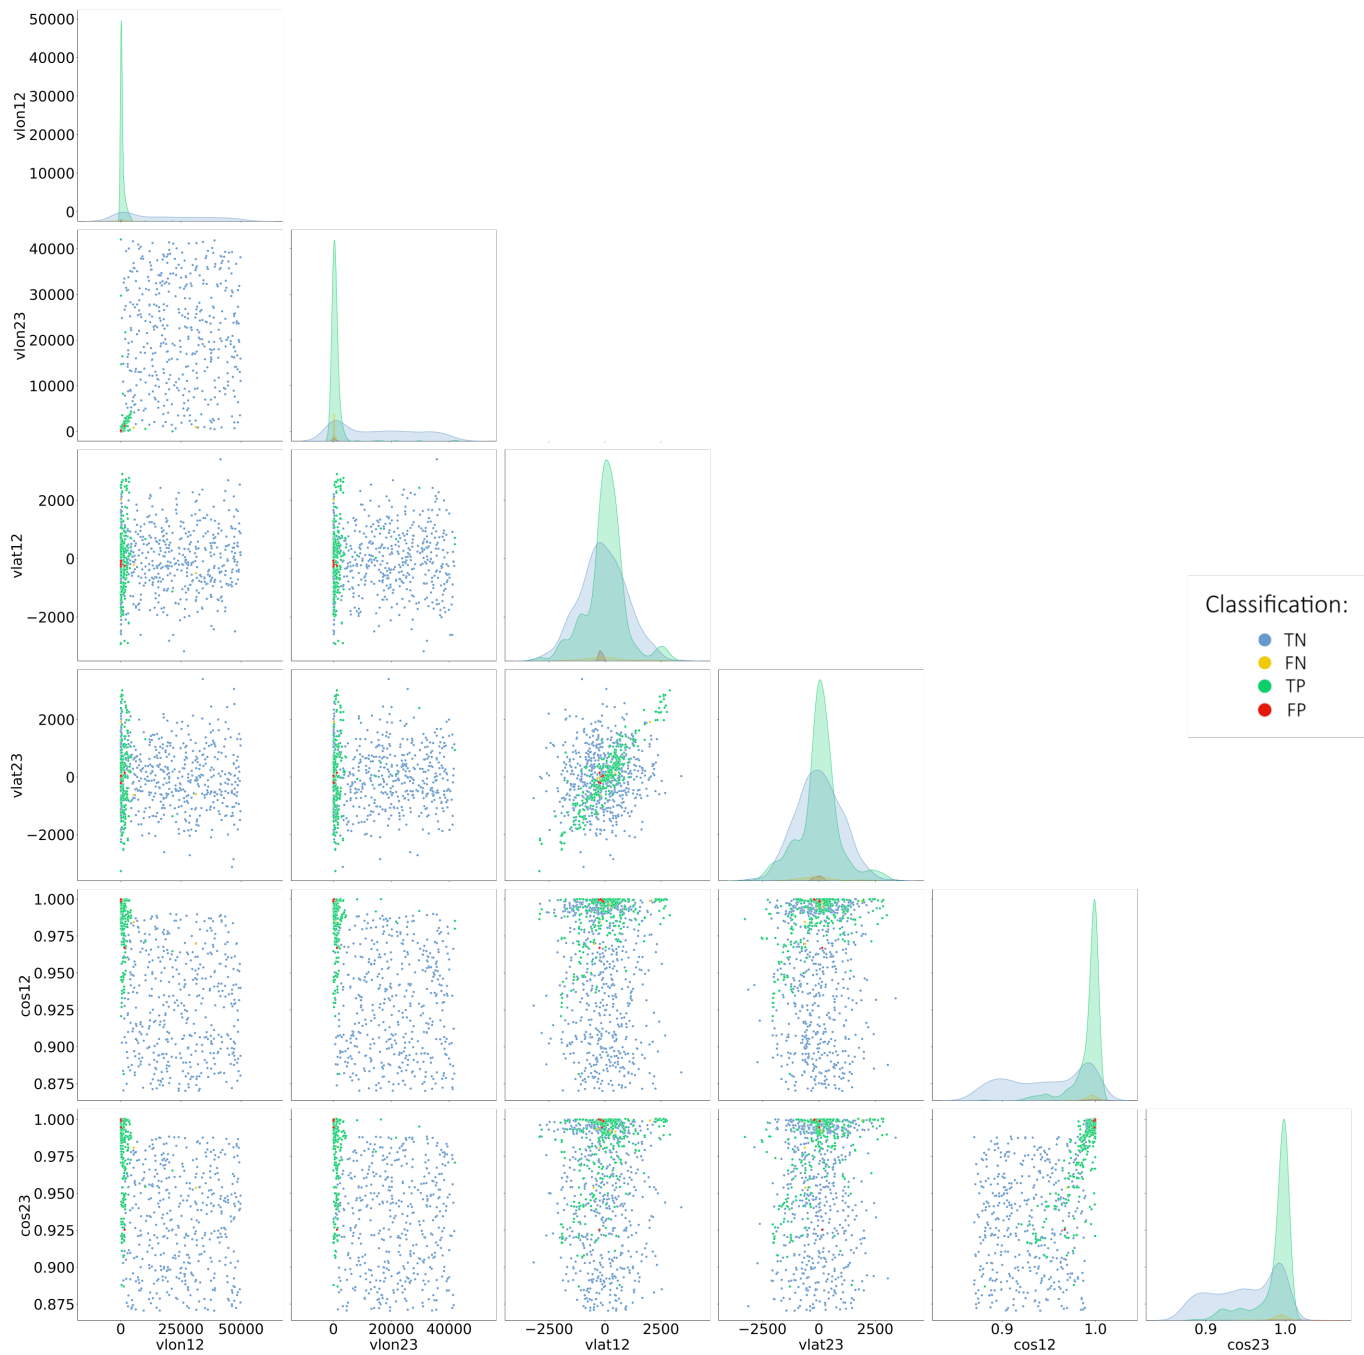 50000
40000
30000
20000
10000
0
vlon12
40000
30000
20000
10000
0
vlon23
2000
0
−2000
vlat12
2000
0
−2000
vlat23
Classification:
TN
FN
TP
FP
1.000
0.975
0.950
0.925
0.900
0.875
cos12
1.000
0.975
0.950
0.925
0.900
0.875
cos23
0 25000 50000
0 20000 40000
−2500 0 2500
−2500 0 2500
0.9 1.0
0.9 1.0
vlon12 vlon23 vlat12 vlat23 cos12 cos23